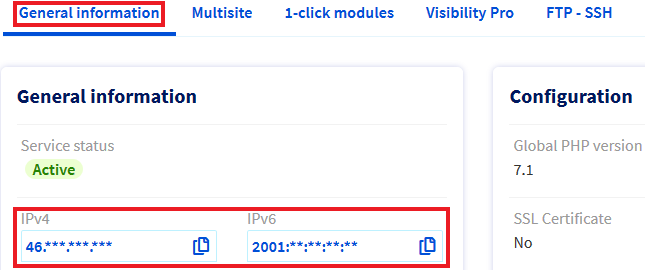 General information Multisite 1-click modules Visibility Pro FTP - SSH
General information
Service status
Active
IPv4 IPv6
46.***.***.*** 2001:**:**:**:**
Configuration
Global PHP version
7.1
SSL Certificate
No